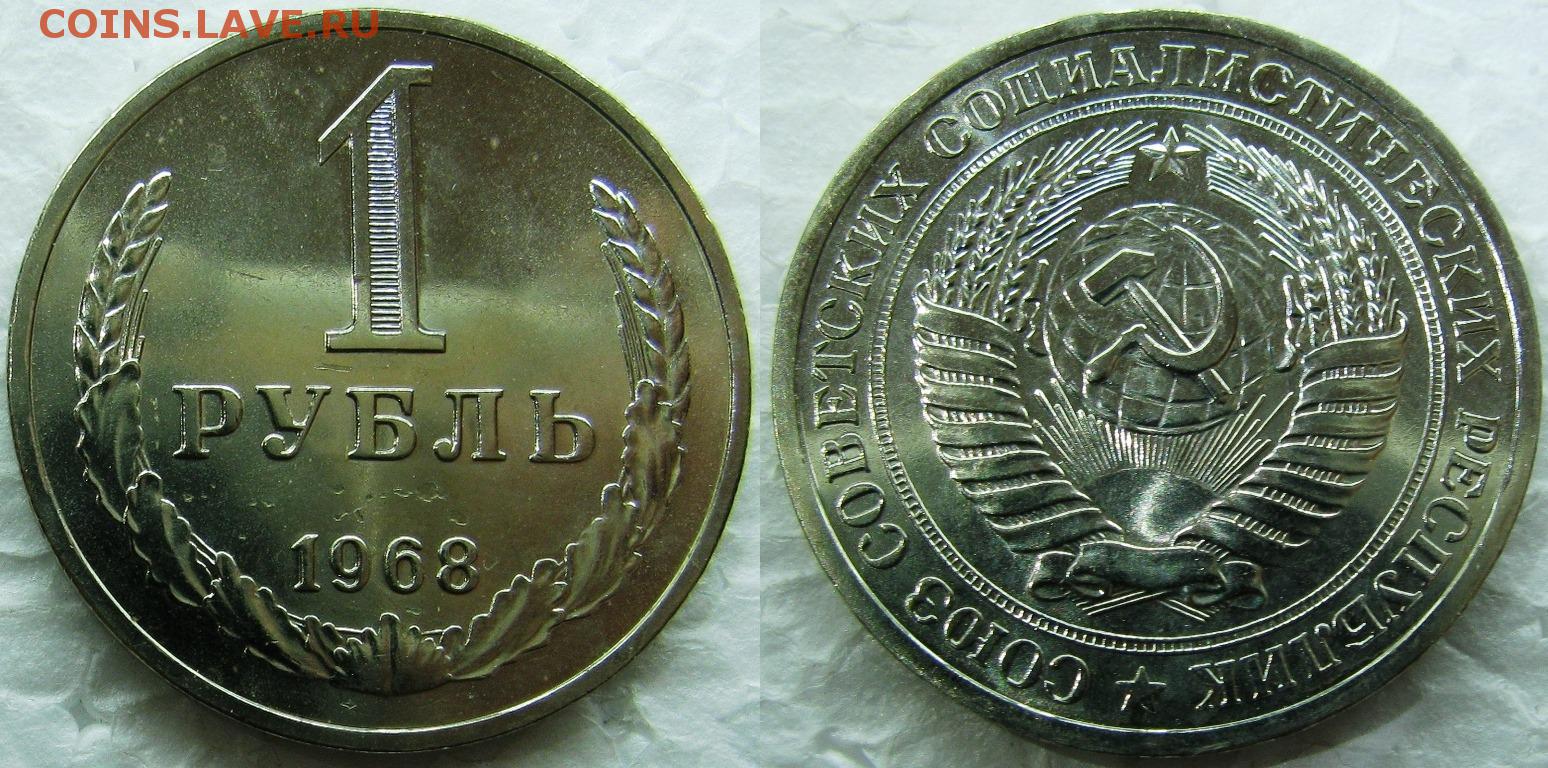 COINS.LAVE.RU
1
РУБЛЬ
1968
СОЮЗ СОВЕТСКИХ СОЦИАЛИСТИЧЕСКИХ РЕСПУБЛИК